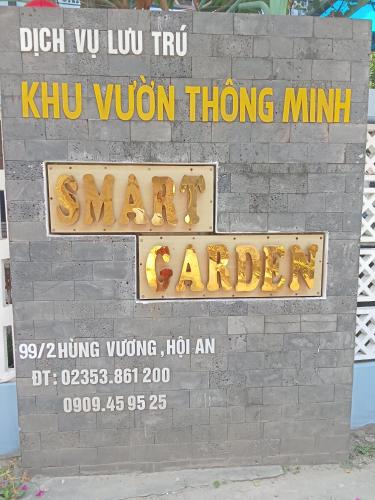 DỊCH VỤ LƯU TRÚ
KHU VƯỜN THÔNG MINH
SMART
GARDEN
99/2 HÙNG VƯƠNG, HỘI AN
ĐT: 02353.861 200
0909.45 95 25